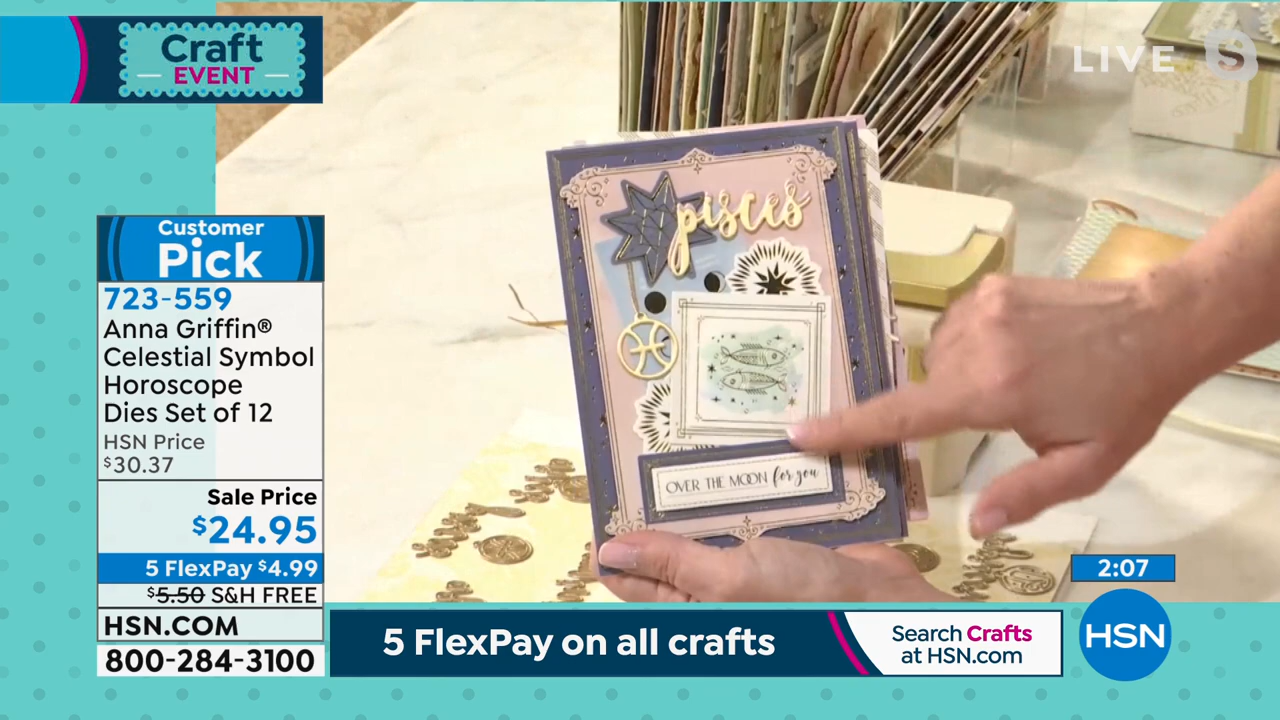 Craft
EVENT
LIVE
S
Customer
Pick
723-559
Anna Griffin®
Celestial Symbol
Horoscope
Dies Set of 12
HSN Price
$30.37
Sale Price
$24.95
5 FlexPay $4.99
$5.50 S&H FREE
HSN.COM
800-284-3100
pisces
OVER THE MOON for you
2:07
5 FlexPay on all crafts
Search Crafts
at HSN.com
HSN